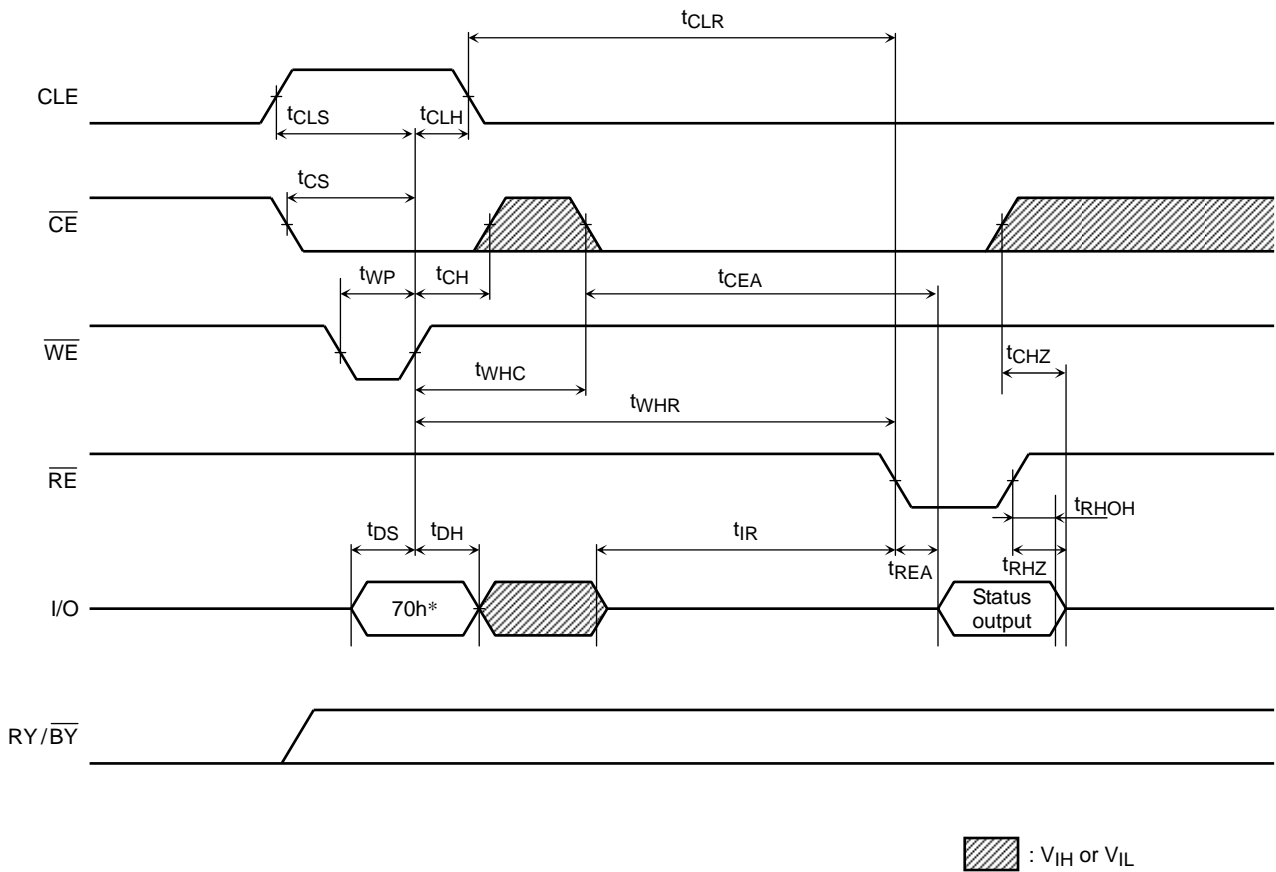 tCLR
CLE
tCLS
tCLH
tCS
CE
tWP
tCH
tCEA
WE
tCHZ
tWHC
tWHR
RE
tRHOH
tDS
tDH
tIR
tREA
tRHZ
I/O
70h*
Status
output
RY/BY
: VIH or VIL